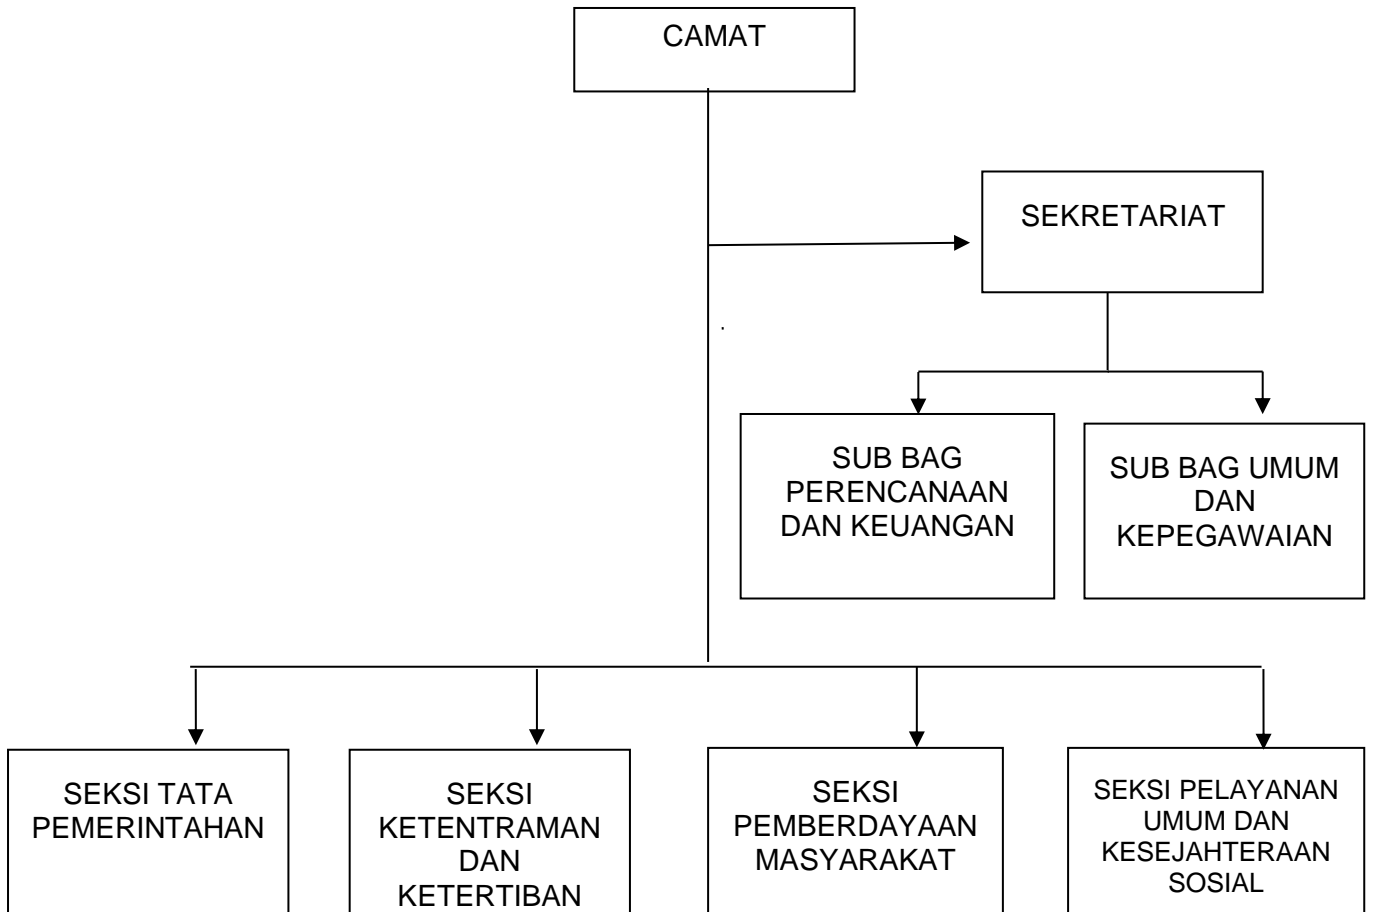 CAMAT
SEKRETARIAT
SUB BAG
PERENCANAAN
DAN KEUANGAN
SUB BAG UMUM
DAN
KEPEGAWAIAN
SEKSI TATA
PEMERINTAHAN
SEKSI
KETENTRAMAN
DAN
KETERTIBAN
SEKSI
PEMBERDAYAAN
MASYARAKAT
SEKSI PELAYANAN
UMUM DAN
KESEJAHTERAAN
SOSIAL